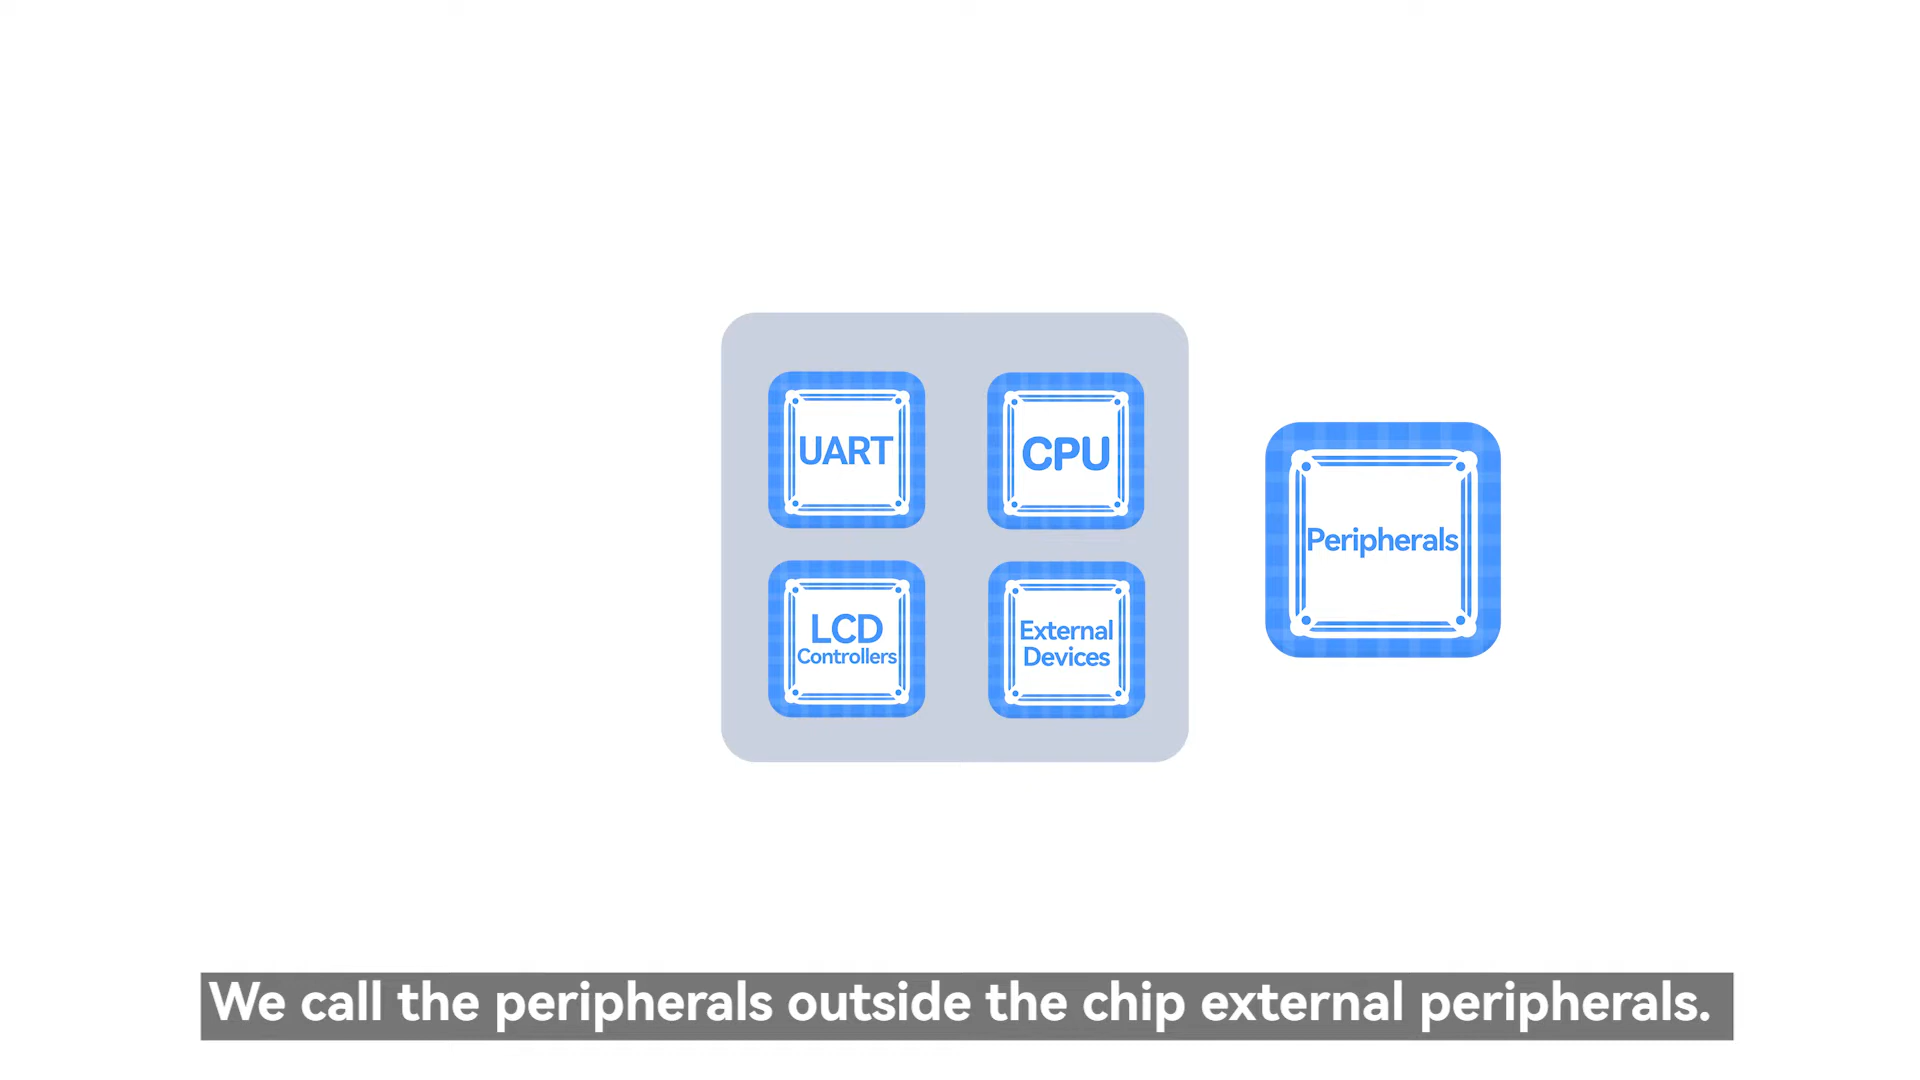 UART
CPU
LCD
Controllers
External
Devices
Peripherals
We call the peripherals outside the chip external peripherals.